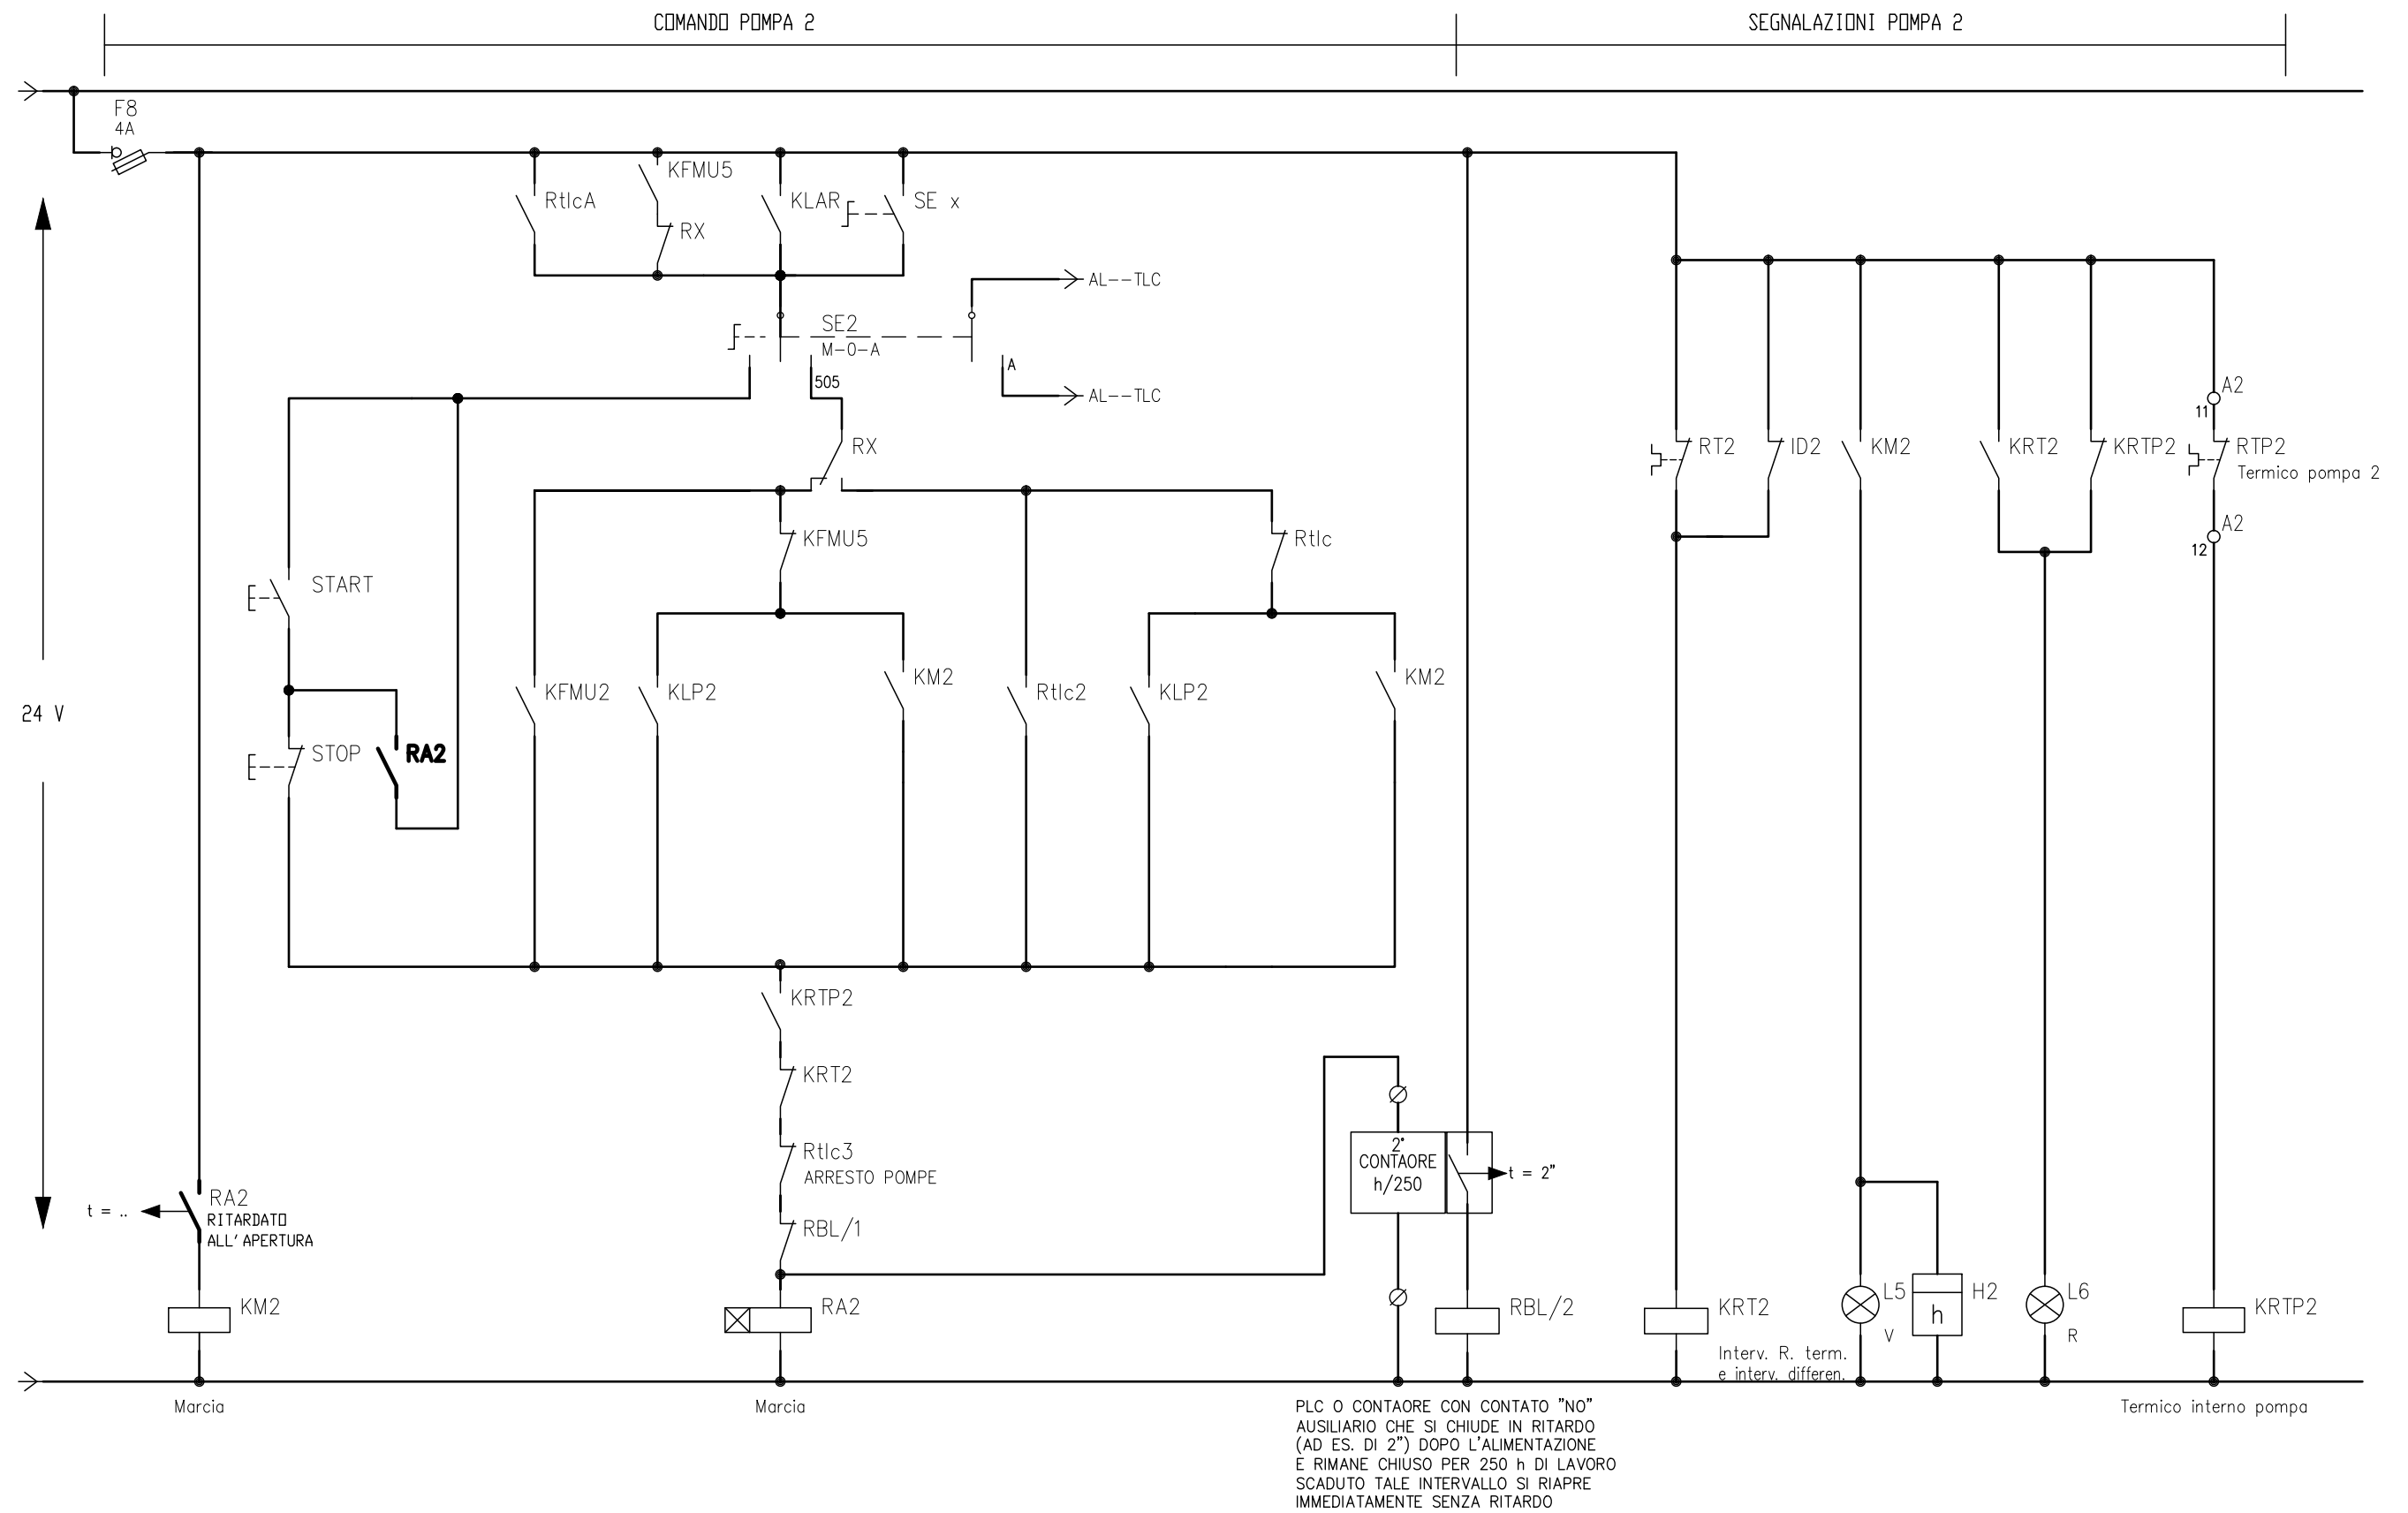 COMANDO POMPA 2
SEGNALAZIONI POMPA 2
F8
4A
KFMU5
RtlcA
KLAR
SE x
RX
AL--TLC
SE2
M-O-A
A
505
AL--TLC
A2
11
RX
RT2
ID2
KM2
KRT2
KRTP2
RTP2
Termico pompa 2
KFMU5
Rtlc
A2
12
START
KM2
KM2
KFMU2
KLP2
Rtlc2
KLP2
24 V
STOP
RA2
KRTP2
KRT2
Rtlc3
ARRESTO POMPE
2°
CONTAORE
h/250
t = 2"
RA2
t = ..
RITARDATO
ALL' APERTURA
RBL/1
KM2
RA2
RBL/2
KRT2
L5
V
H2
h
L6
R
KRTP2
Interv. R. term.
e interv. differen.
Marcia
Marcia
Termico interno pompa
PLC O CONTAORE CON CONTATO "NO"
AUSILIARIO CHE SI CHIUDE IN RITARDO
(AD ES. DI 2") DOPO L'ALIMENTAZIONE
E RIMANE CHIUSO PER 250 h DI LAVORO
SCADUTO TALE INTERVALLO SI RIAPRE
IMMEDIATAMENTE SENZA RITARDO